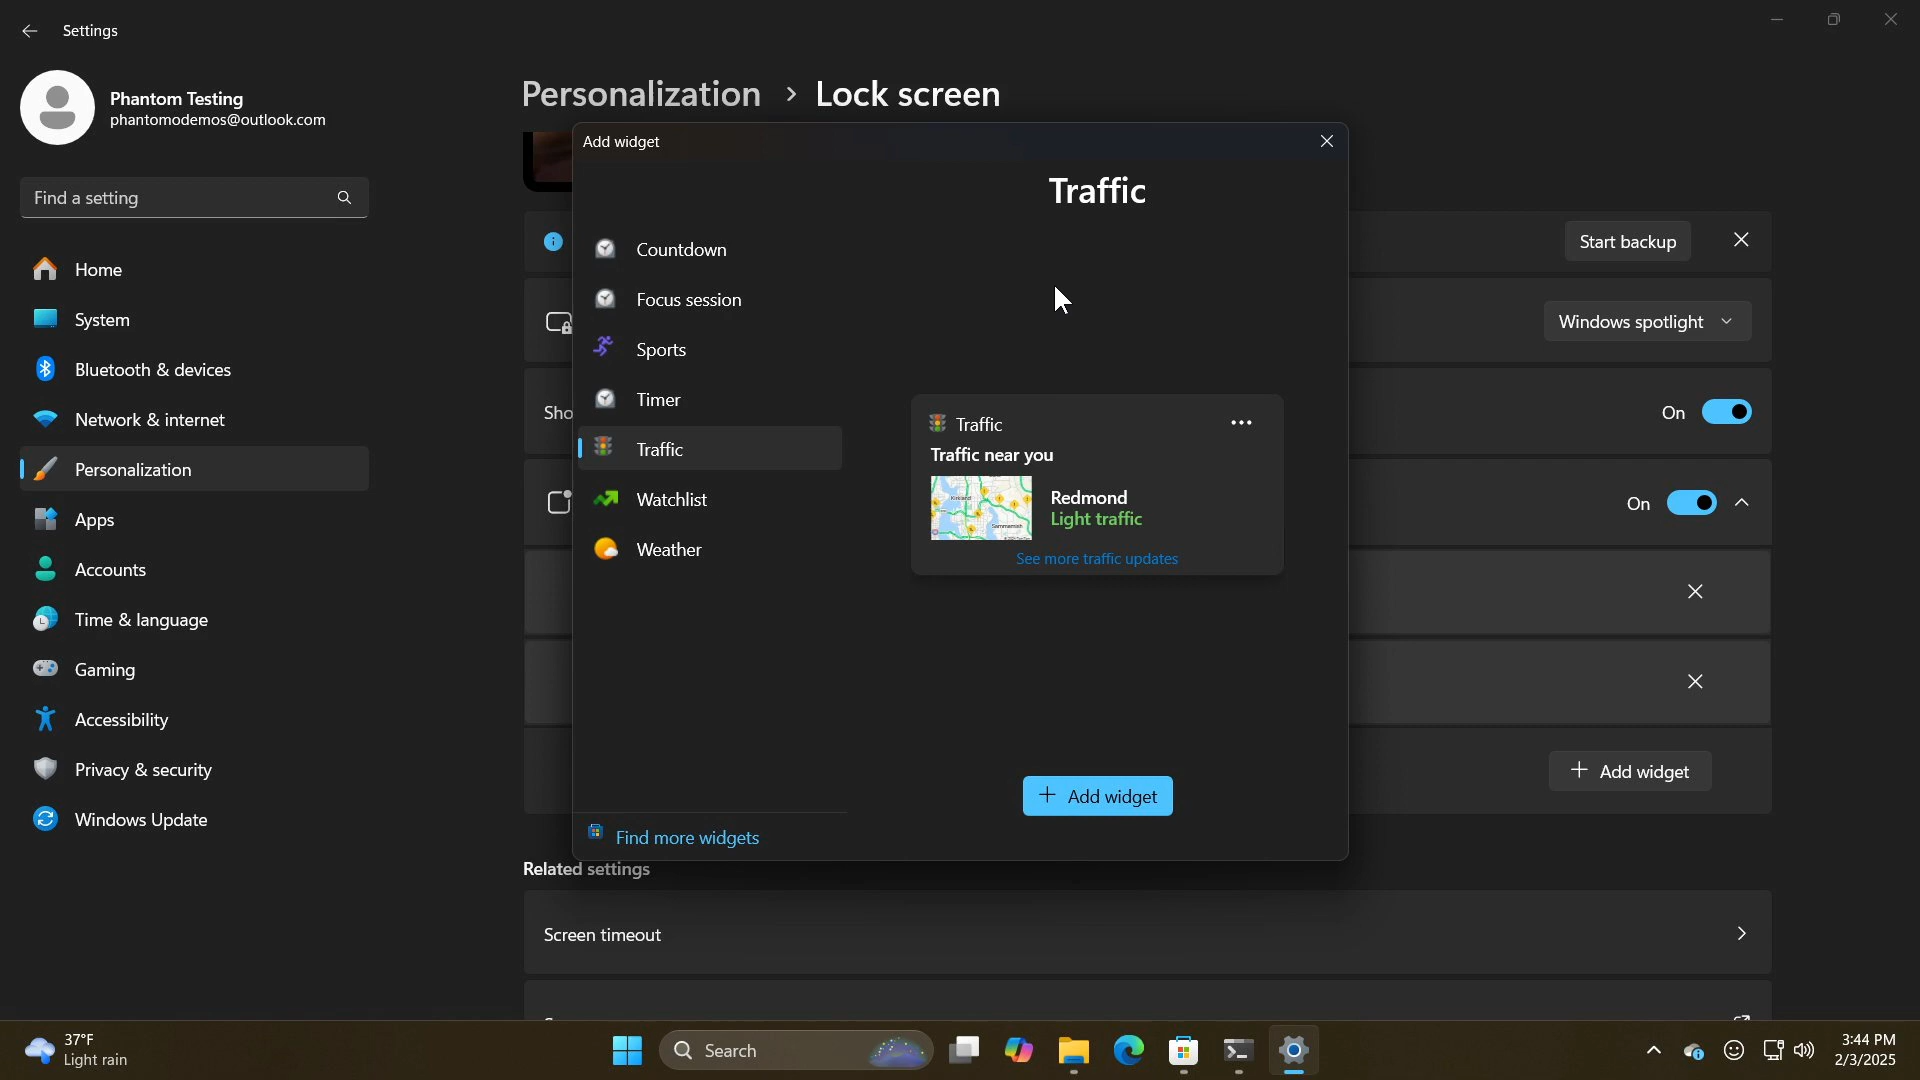 Settings
Phantom Testing
phantomodemos@outlook.com
Find a setting
Home
System
Bluetooth & devices
Network & internet
Personalization
Apps
Accounts
Time & language
Gaming
Accessibility
Privacy & security
Windows Update
Personalization > Lock screen
Start backup
Windows spotlight
Sho
On
On
+ Add widget
Add widget
Countdown
Focus session
Sports
Timer
Traffic
Watchlist
Weather
Find more widgets
Traffic
Traffic
Traffic near you
Kirkland
Sammamish
Redmond
Light traffic
See more traffic updates
+ Add widget
Related settings
Screen timeout
37°F
Light rain
Search
3:44 PM
2/3/2025